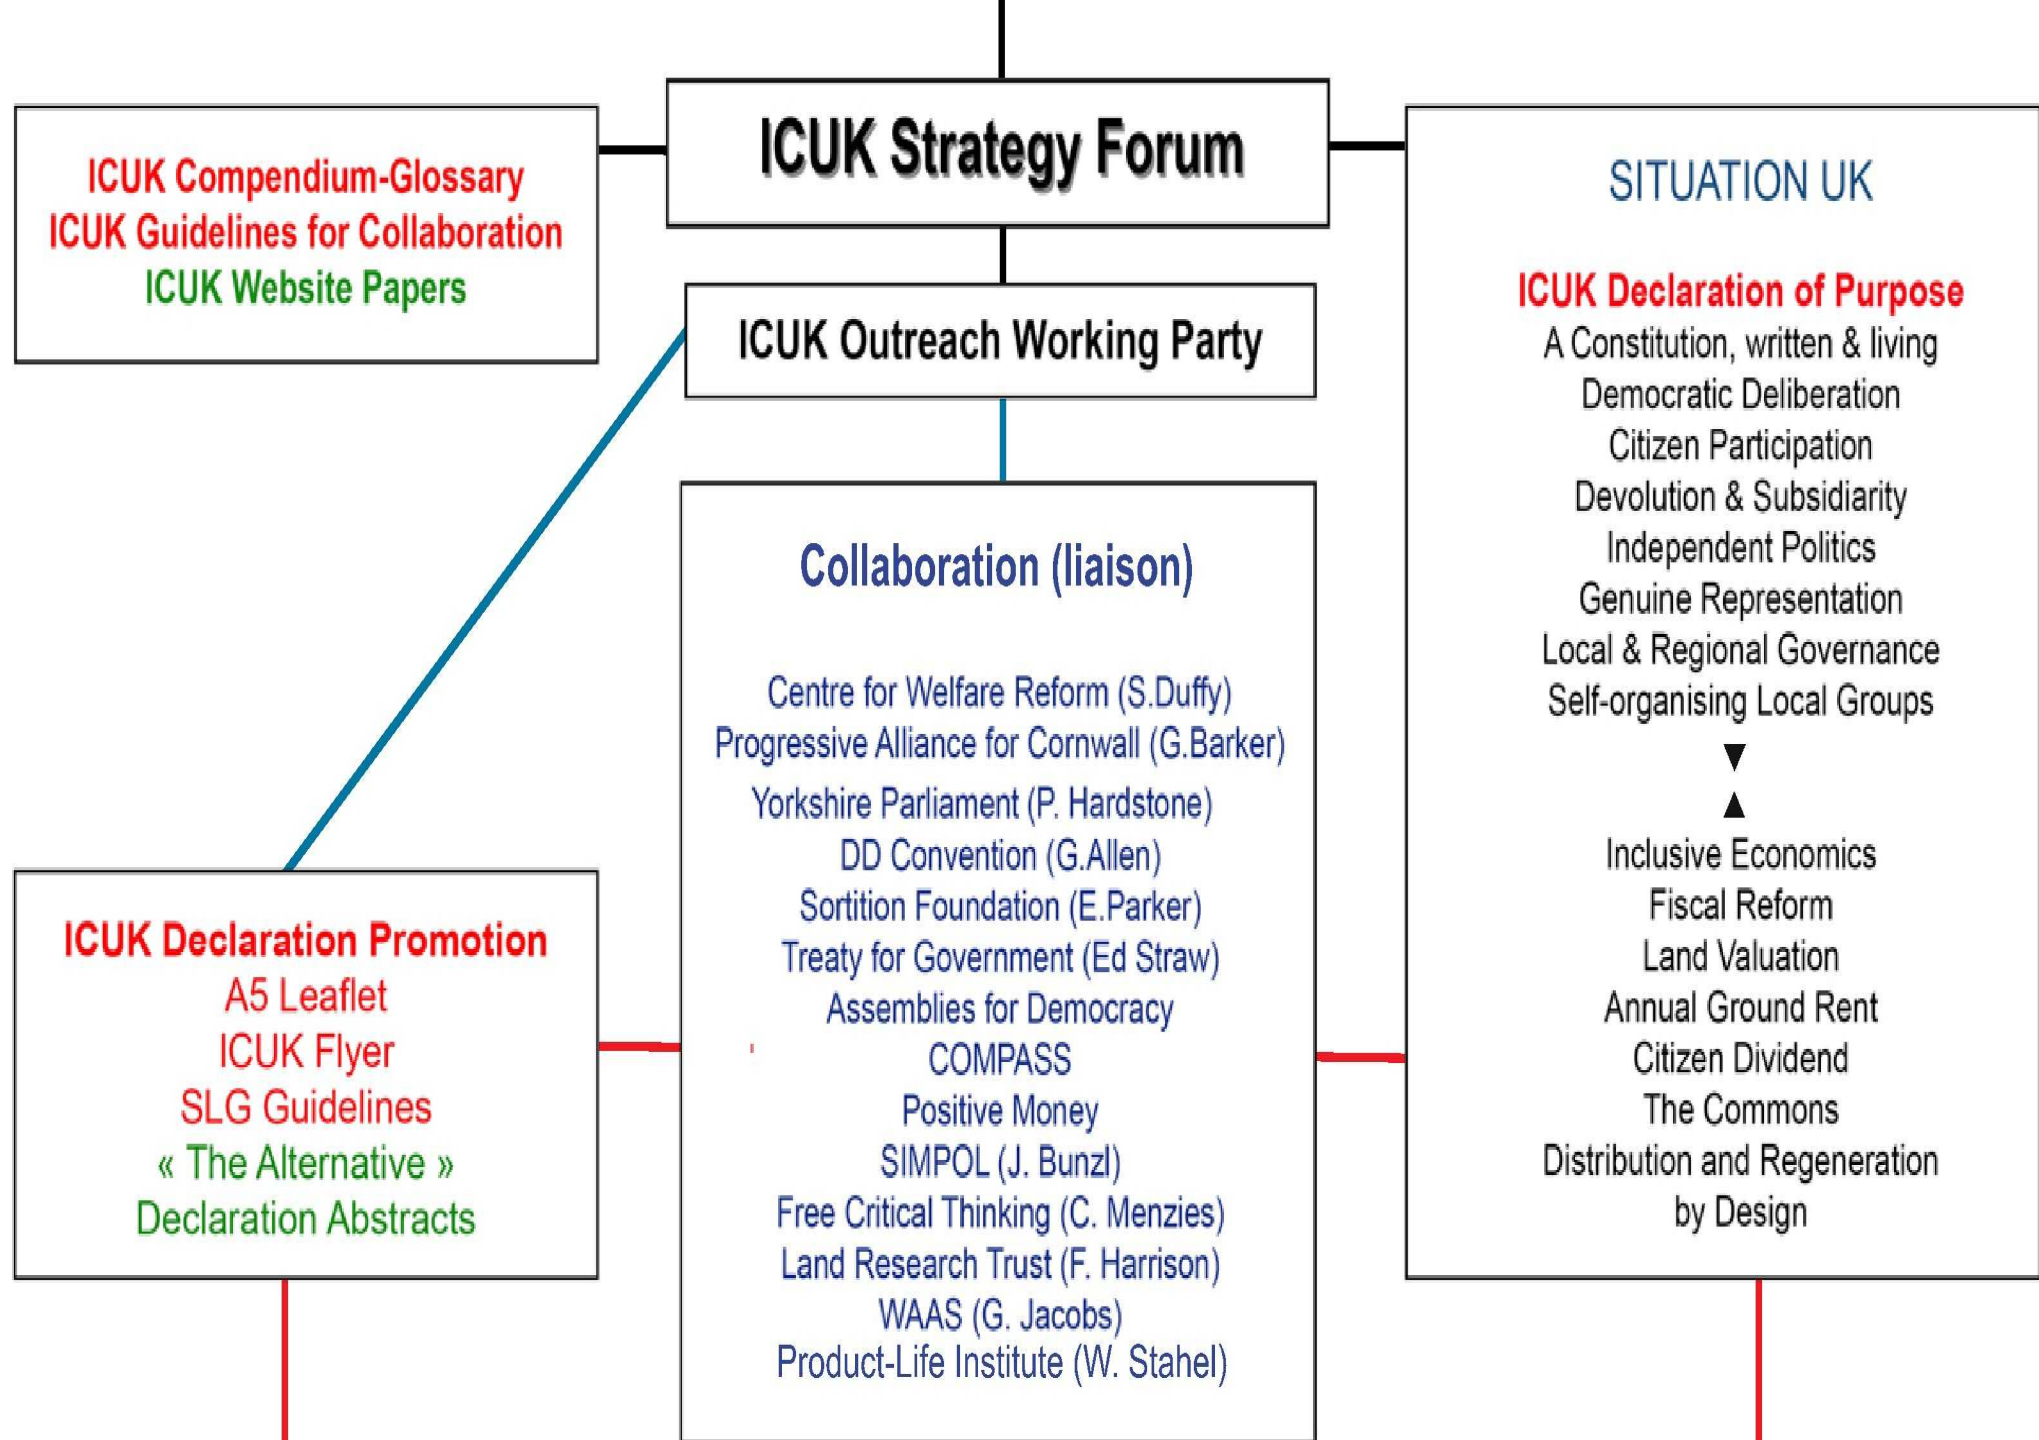 ICUK Strategy Forum
ICUK Compendium-Glossary
ICUK Guidelines for Collaboration
ICUK Website Papers
ICUK Outreach Working Party
Collaboration (liaison)
Centre for Welfare Reform (S.Duffy)
Progressive Alliance for Cornwall (G.Barker)
Yorkshire Parliament (P. Hardstone)
DD Convention (G.Allen)
Sortition Foundation (E.Parker)
Treaty for Government (Ed Straw)
Assemblies for Democracy
COMPASS
Positive Money
SIMPOL (J. Bunzl)
Free Critical Thinking (C. Menzies)
Land Research Trust (F. Harrison)
WAAS (G. Jacobs)
Product-Life Institute (W. Stahel)
ICUK Declaration Promotion
A5 Leaflet
ICUK Flyer
SLG Guidelines
« The Alternative »
Declaration Abstracts
SITUATION UK
ICUK Declaration of Purpose
A Constitution, written & living
Democratic Deliberation
Citizen Participation
Devolution & Subsidiarity
Independent Politics
Genuine Representation
Local & Regional Governance
Self-organising Local Groups
Inclusive Economics
Fiscal Reform
Land Valuation
Annual Ground Rent
Citizen Dividend
The Commons
Distribution and Regeneration
by Design